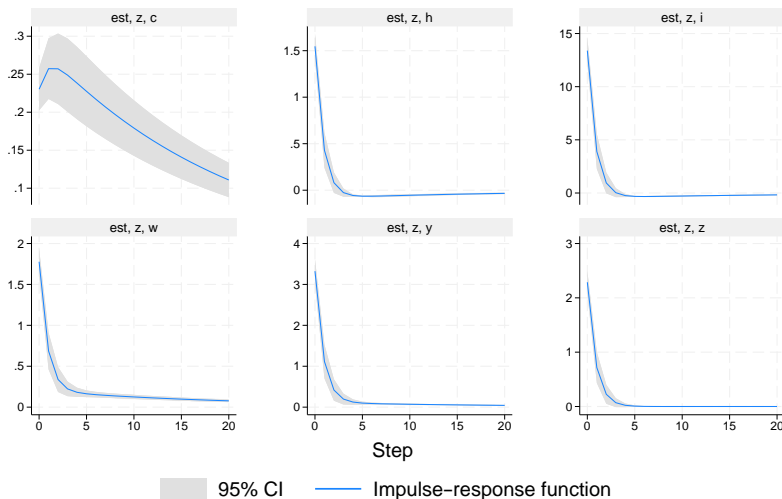 est, z, c
est, z, h
est, z, i
.3
.25
.2
.15
.1
1.5
1
.5
0
15
10
5
0
est, z, w
est, z, y
est, z, z
2
1.5
1
.5
0
4
3
2
1
0
3
2
1
0
0 5 10 15 20
0 5 10 15 20
0 5 10 15 20
Step
95% CI
Impulse–response function